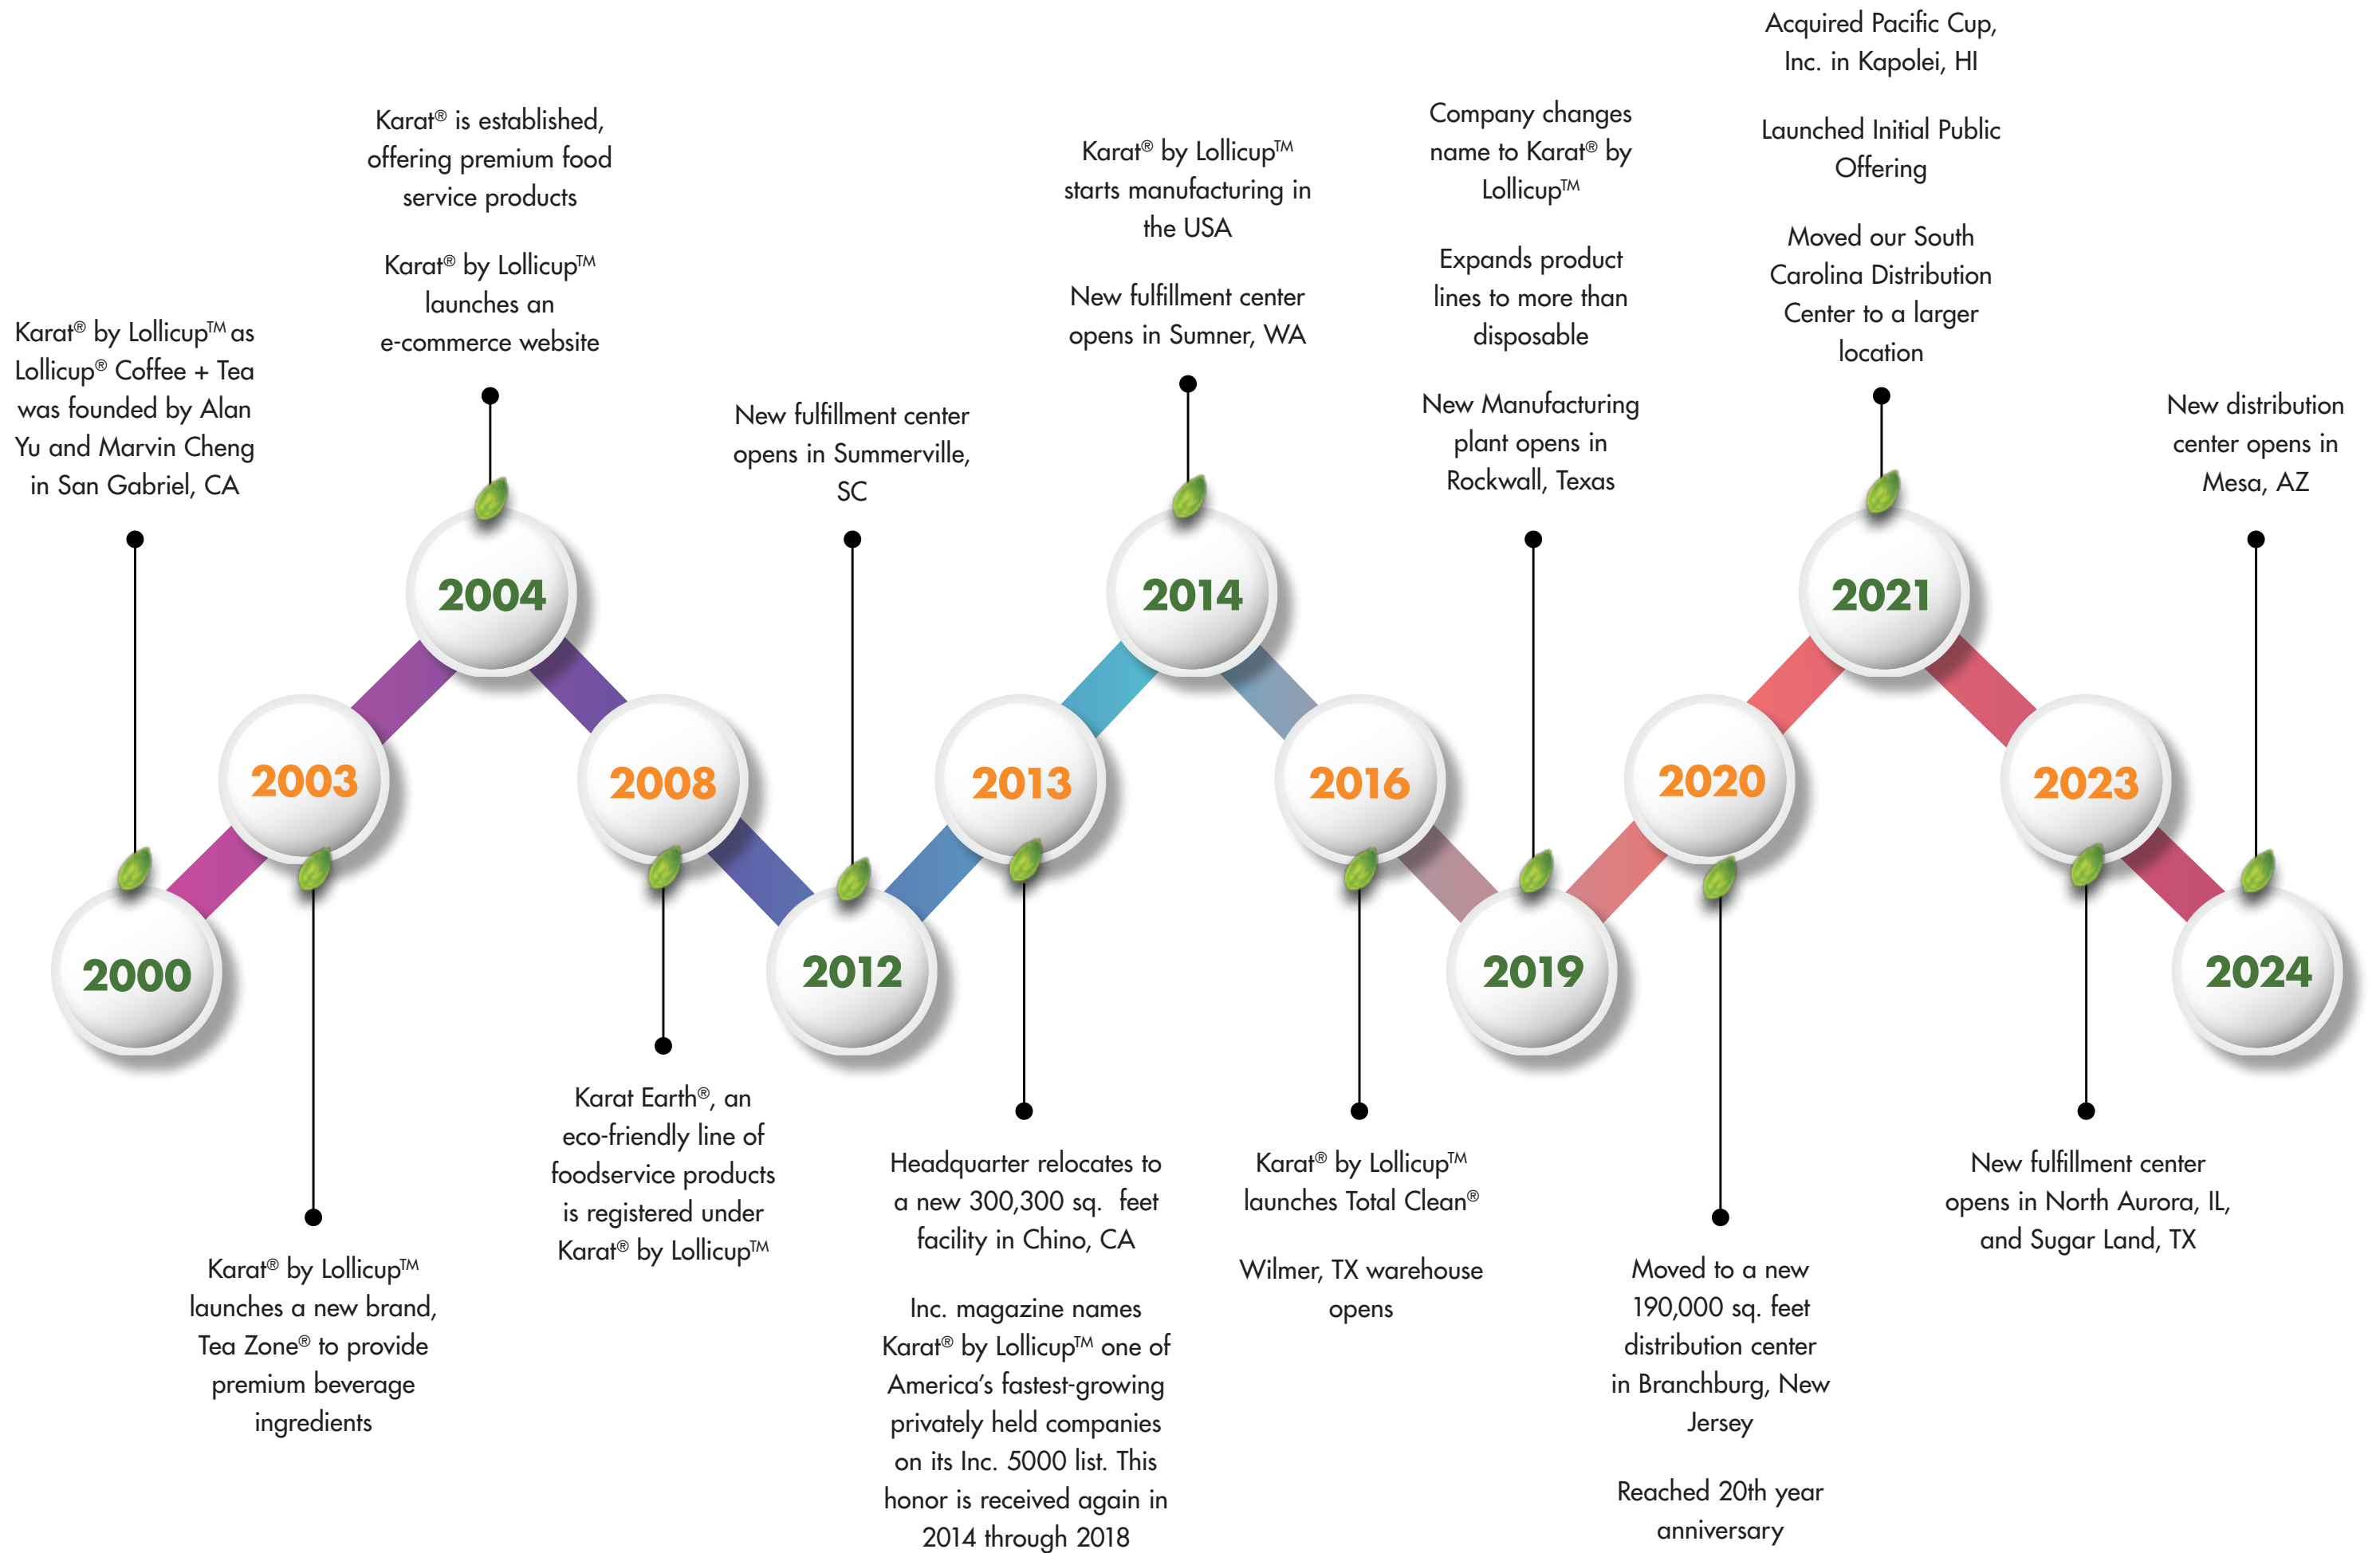 Karat® by Lollicup™ as
Lollicup® Coffee + Tea
was founded by Alan
Yu and Marvin Cheng
in San Gabriel, CA
2000
2003
Karat® by Lollicup™
launches a new brand,
Tea Zone® to provide
premium beverage
ingredients
Karat® is established,
offering premium food
service products
Karat® by Lollicup™
launches an
e-commerce website
2004
2008
Karat Earth®, an
eco-friendly line of
foodservice products
is registered under
Karat® by Lollicup™
New fulfillment center
opens in Summerville,
SC
2012
2013
Headquarter relocates to
a new 300,300 sq. feet
facility in Chino, CA
Inc. magazine names
Karat® by Lollicup™ one of
America's fastest-growing
privately held companies
on its Inc. 5000 list. This
honor is received again in
2014 through 2018
Karat® by Lollicup™
starts manufacturing in
the USA
New fulfillment center
opens in Sumner, WA
2014
2016
Karat® by Lollicup™
launches Total Clean®
Wilmer, TX warehouse
opens
Company changes
name to Karat® by
Lollicup™
Expands product
lines to more than
disposable
New Manufacturing
plant opens in
Rockwall, Texas
2019
2020
Moved to a new
190,000 sq. feet
distribution center
in Branchburg, New
Jersey
Reached 20th year
anniversary
Acquired Pacific Cup,
Inc. in Kapolei, HI
Launched Initial Public
Offering
Moved our South
Carolina Distribution
Center to a larger
location
2021
2023
New fulfillment center
opens in North Aurora, IL,
and Sugar Land, TX
New distribution
center opens in
Mesa, AZ
2024